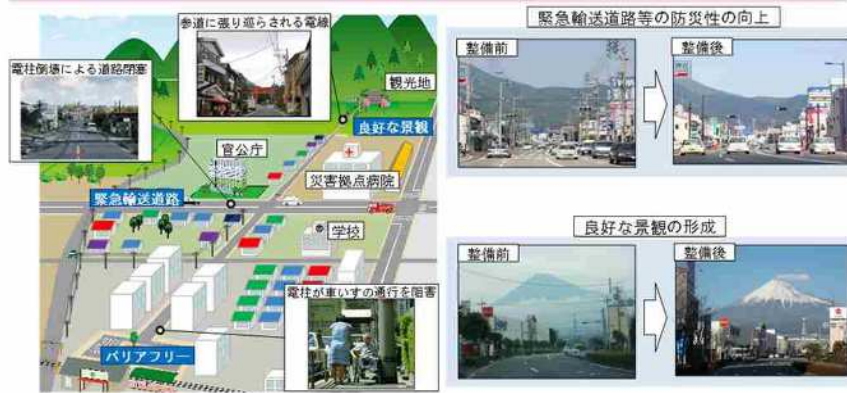 参道に張り巡らされる電線
電柱倒壊による道路閉塞
観光地
良好な景観
官公庁
災害拠点病院
緊急輸送道路
学校
電柱が車いすの通行を阻害
バリアフリー
緊急輸送道路等の防災性の向上
整備前
整備後
良好な景観の形成
整備前
整備後